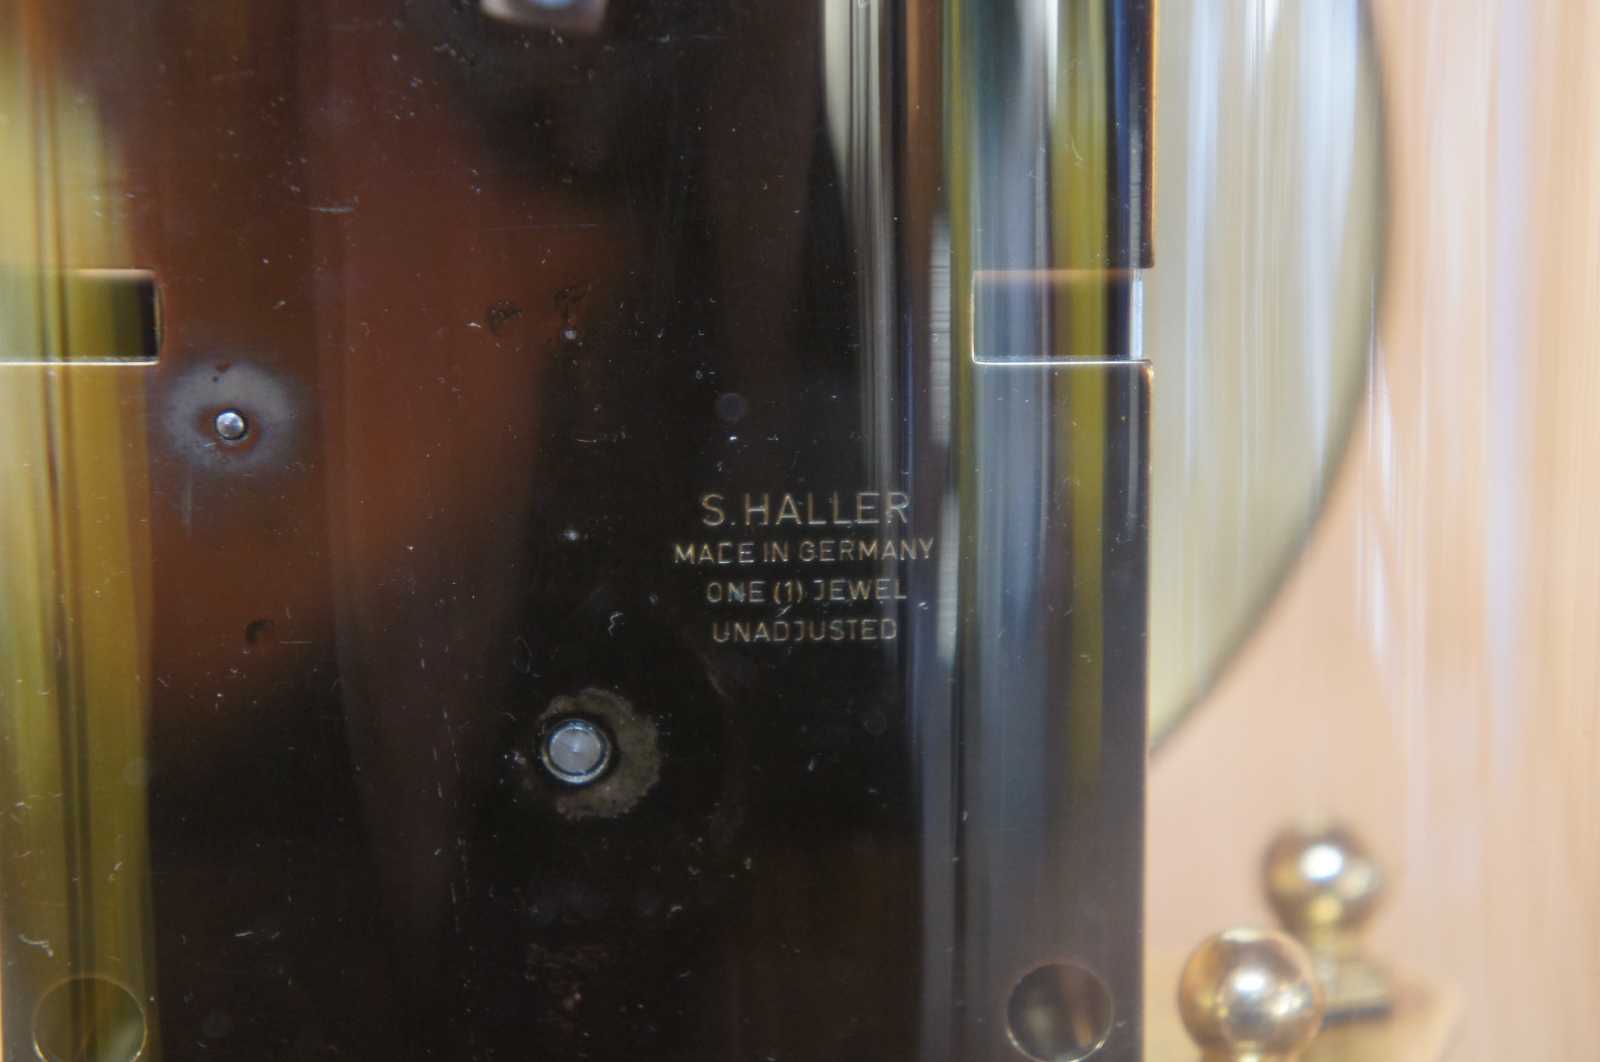 S. HALLER
MADE IN GERMANY
ONE (1) JEWEL
UNADJUSTED